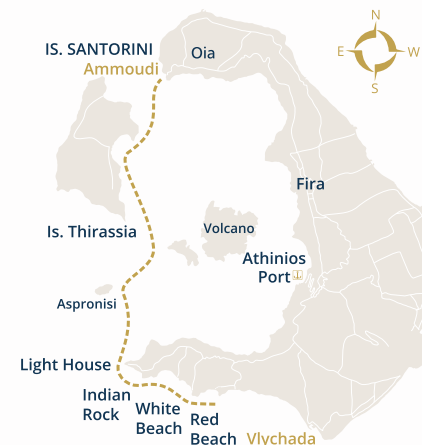 N
E W
S
IS. SANTORINI
Ammoudi
Oia
Fira
Is. Thirassia
Volcano
Athinios
Port
Aspronisi
Light House
Indian
Rock
White
Beach
Red
Beach
Vlychada